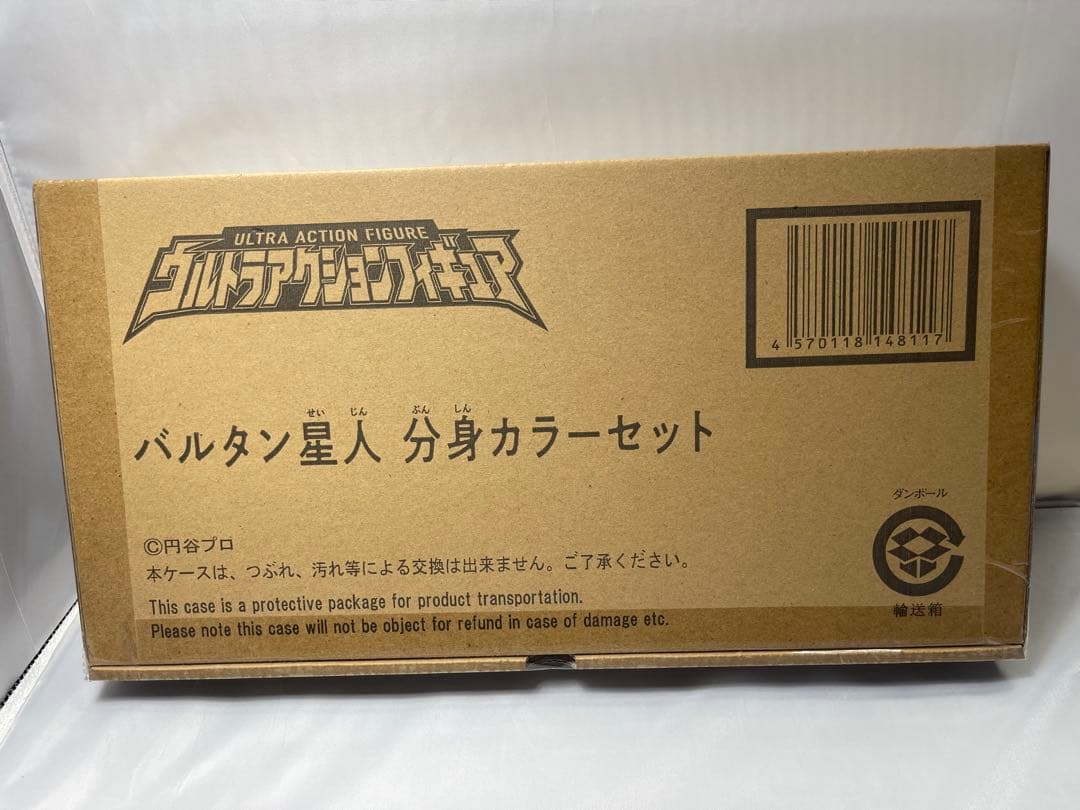 ULTRA ACTION FIGURE
ウルトラアクションフィギュア
4 570118 148117
せい じん ぶん しん
バルタン星人 分身カラーセット
ダンボール
輸送箱
©円谷プロ
本ケースは、つぶれ、汚れ等による交換は出来ません。ご了承ください。
This case is a protective package for product transportation.
Please note this case will not be object for refund in case of damage etc.